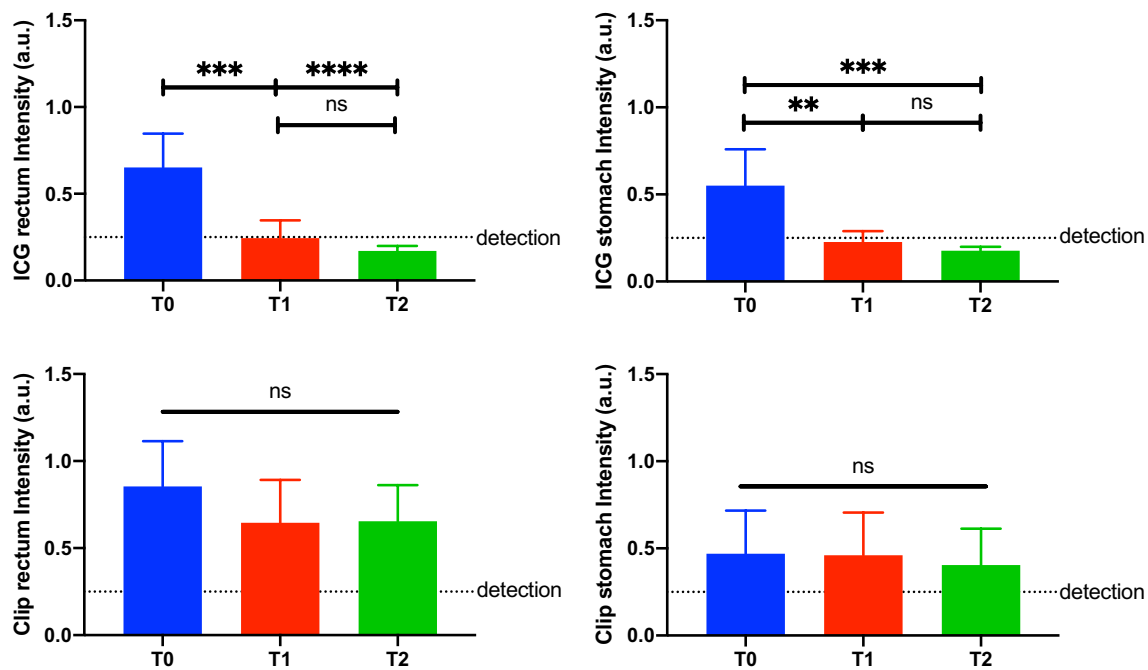 ICG rectum Intensity (a.u.)
1.5
1.0
0.5
0.0
*** ****
ns
detection
T0 T1 T2
ICG stomach Intensity (a.u.)
1.5
1.0
0.5
0.0
***
** ns
detection
T0 T1 T2
Clip rectum Intensity (a.u.)
1.5
1.0
0.5
0.0
ns
detection
T0 T1 T2
Clip stomach Intensity (a.u.)
1.5
1.0
0.5
0.0
ns
detection
T0 T1 T2